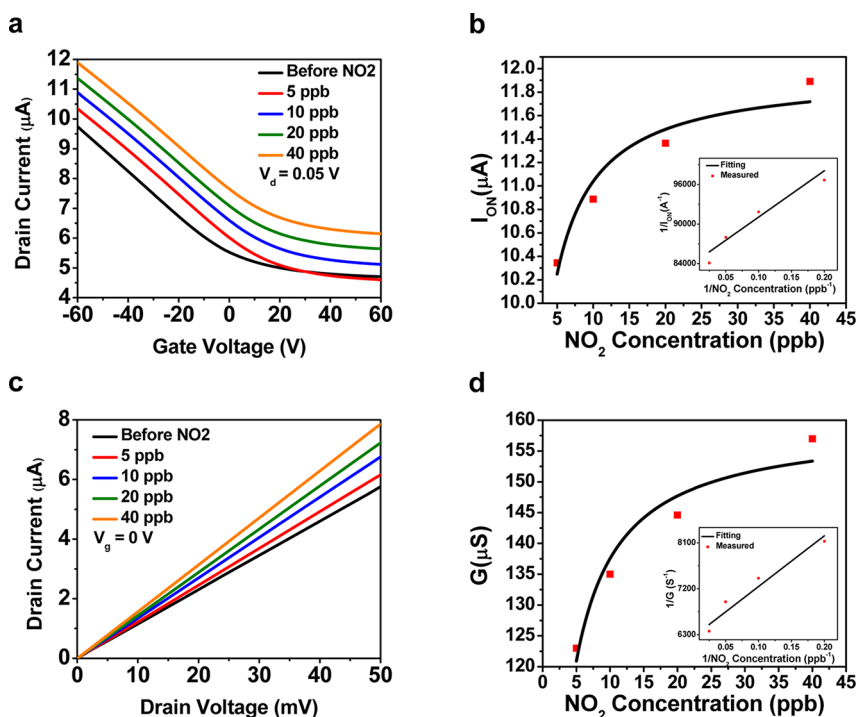 a
Drain Current (μA)
12
11
10
9
8
7
6
5
4
Before NO2
5 ppb
10 ppb
20 ppb
40 ppb
Vd = 0.05 V
-60 -40 -20 0 20 40 60
Gate Voltage (V)
b
ION(μA)
12.0
11.8
11.6
11.4
11.2
11.0
10.8
10.6
10.4
10.2
10.0
Fitting
Measured
1/ION(A-1)
96000
90000
84000
0.05 0.10 0.15 0.20
1/NO2 Concentration (ppb-1)
5 10 15 20 25 30 35 40 45
NO2 Concentration (ppb)
c
Drain Current (μA)
8
6
4
2
0
Before NO2
5 ppb
10 ppb
20 ppb
40 ppb
Vg = 0 V
0 10 20 30 40 50
Drain Voltage (mV)
d
G(μS)
160
155
150
145
140
135
130
125
120
Fitting
Measured
1/G (S-1)
8100
7200
6300
0.05 0.10 0.15 0.20
1/NO2 Concentration (ppb-1)
0 5 10 15 20 25 30 35 40 45
NO2 Concentration (ppb)